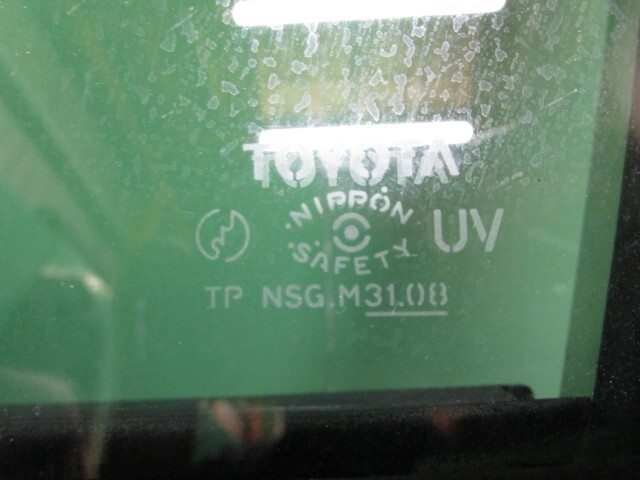 TOYOTA
NIPPON
SAFETY
UV
TP NSG.M31.08